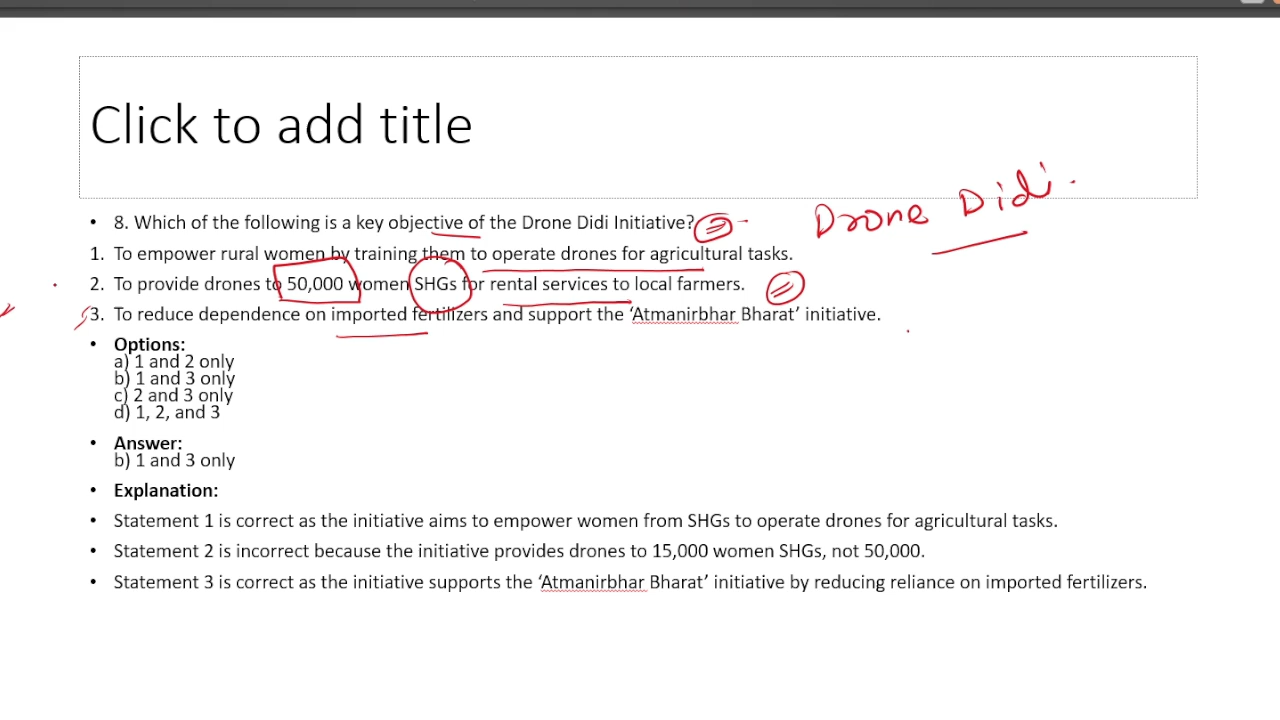 Click to add title
Drone Didi.
• 8. Which of the following is a key objective of the Drone Didi Initiative?
1. To empower rural women by training them to operate drones for agricultural tasks.
2. To provide drones to 50,000 women SHGs for rental services to local farmers.
3. To reduce dependence on imported fertilizers and support the ‘Atmanirbhar Bharat’ initiative.
• Options:
a) 1 and 2 only
b) 1 and 3 only
c) 2 and 3 only
d) 1, 2, and 3
• Answer:
b) 1 and 3 only
• Explanation:
• Statement 1 is correct as the initiative aims to empower women from SHGs to operate drones for agricultural tasks.
• Statement 2 is incorrect because the initiative provides drones to 15,000 women SHGs, not 50,000.
• Statement 3 is correct as the initiative supports the ‘Atmanirbhar Bharat’ initiative by reducing reliance on imported fertilizers.